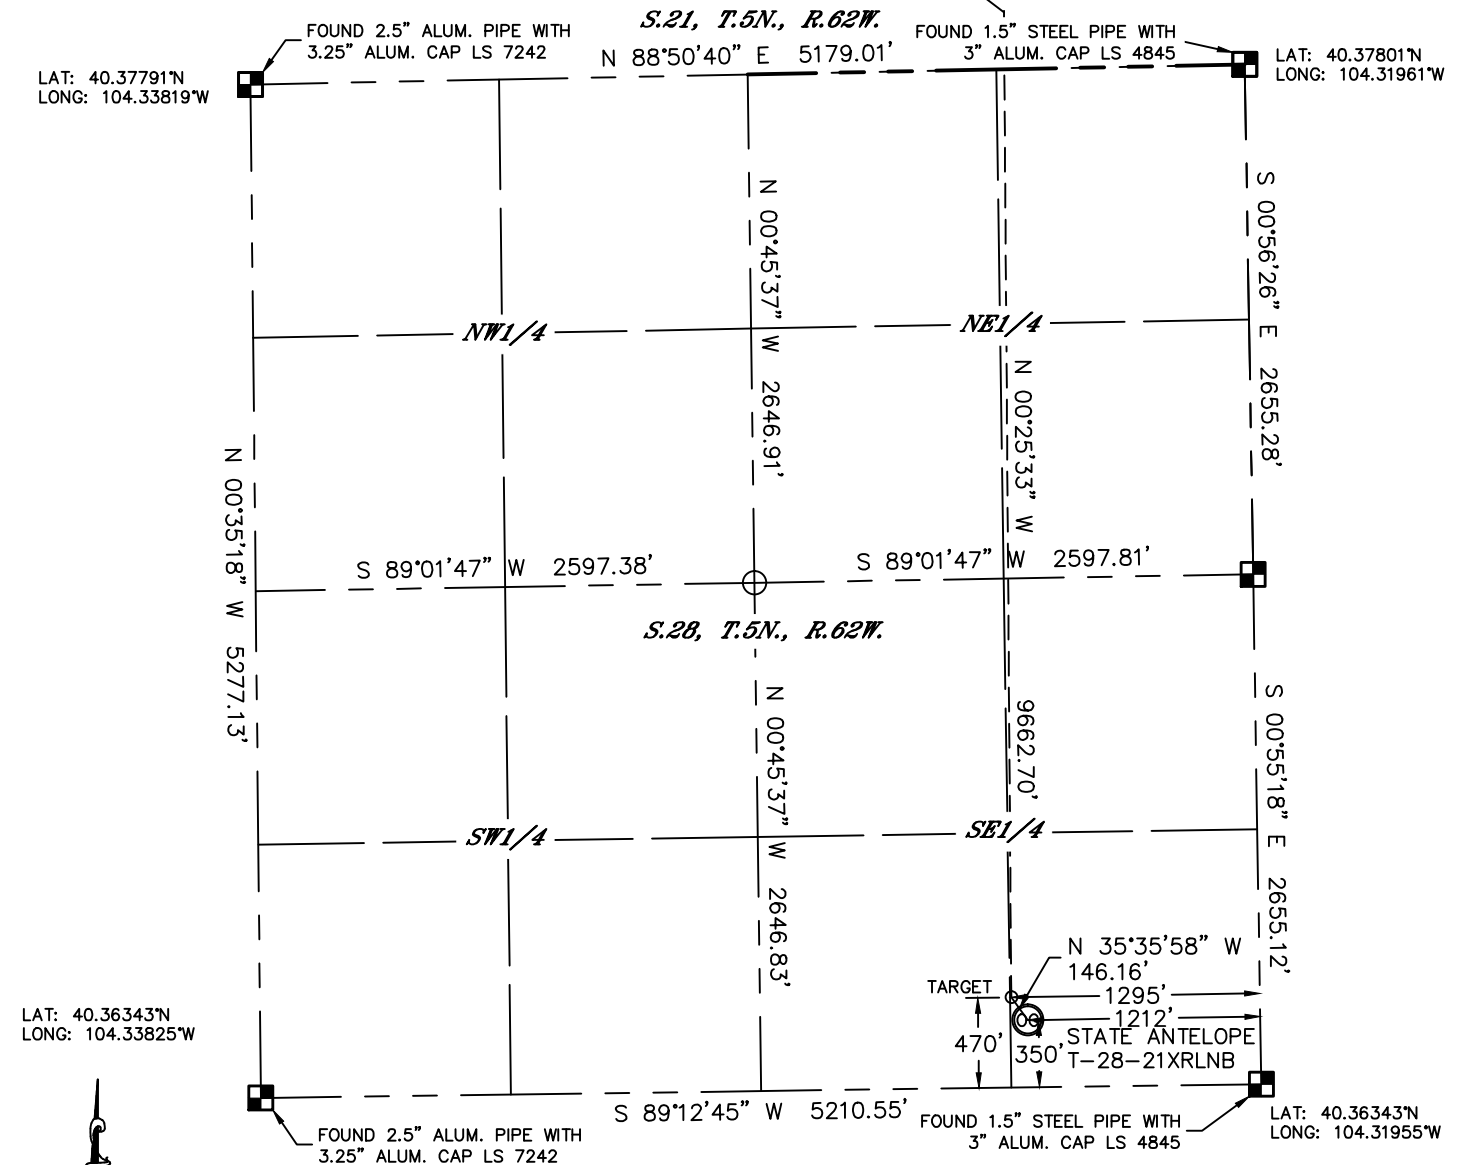 S.21, T.5N., R.62W.
FOUND 2.5" ALUM. PIPE WITH
3.25" ALUM. CAP LS 7242
N 88°50'40" E 5179.01'
FOUND 1.5" STEEL PIPE WITH
3" ALUM. CAP LS 4845
LAT: 40.37791°N
LONG: 104.33819°W
LAT: 40.37801°N
LONG: 104.31961°W
N 00°45'37" W 2646.91'
S 00°56'26" E 2655.28'
NW1/4
NE1/4
N 00°25'33" W 9662.70'
N 00°35'18" W 5277.13'
S 89°01'47" W 2597.38'
S 89°01'47" W 2597.81'
S.28, T.5N., R.62W.
N 00°45'37" W 2646.83'
S 00°55'18" E 2655.12'
SW1/4
SE1/4
N 35°35'58" W
146.16'
TARGET
1295'
1212'
470'
350'
STATE ANTELOPE
T-28-21XRLNB
LAT: 40.36343°N
LONG: 104.33825°W
S 89°12'45" W 5210.55'
FOUND 2.5" ALUM. PIPE WITH
3.25" ALUM. CAP LS 7242
FOUND 1.5" STEEL PIPE WITH
3" ALUM. CAP LS 4845
LAT: 40.36343°N
LONG: 104.31955°W